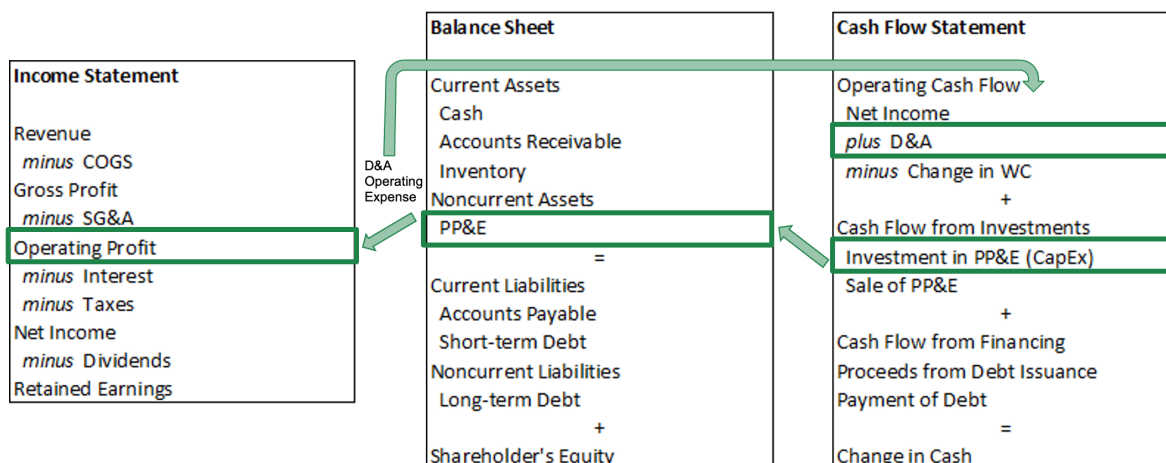 Income Statement
Revenue
minus COGS
Gross Profit
minus SG&A
Operating Profit
minus Interest
minus Taxes
Net Income
minus Dividends
Retained Earnings
D&A
Operating
Expense
Balance Sheet
Current Assets
Cash
Accounts Receivable
Inventory
Noncurrent Assets
PP&E
=
Current Liabilities
Accounts Payable
Short-term Debt
Noncurrent Liabilities
Long-term Debt
+
Shareholder's Equity
Cash Flow Statement
Operating Cash Flow
Net Income
plus D&A
minus Change in WC
+
Cash Flow from Investments
Investment in PP&E (CapEx)
Sale of PP&E
+
Cash Flow from Financing
Proceeds from Debt Issuance
Payment of Debt
=
Change in Cash